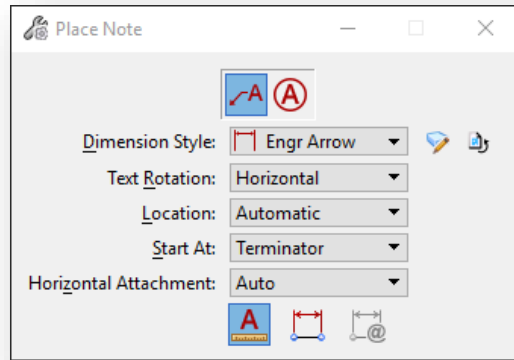 Place Note
A A
Dimension Style: Engr Arrow
Text Rotation: Horizontal
Location: Automatic
Start At: Terminator
Horizontal Attachment: Auto
A @